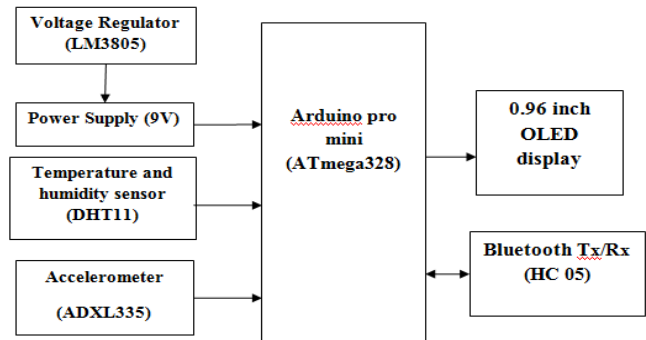 Voltage Regulator
(LM3805)
Power Supply (9V)
Temperature and
humidity sensor
(DHT11)
Accelerometer
(ADXL335)
Arduino pro
mini
(ATmega328)
0.96 inch
OLED
display
Bluetooth Tx/Rx
(HC 05)